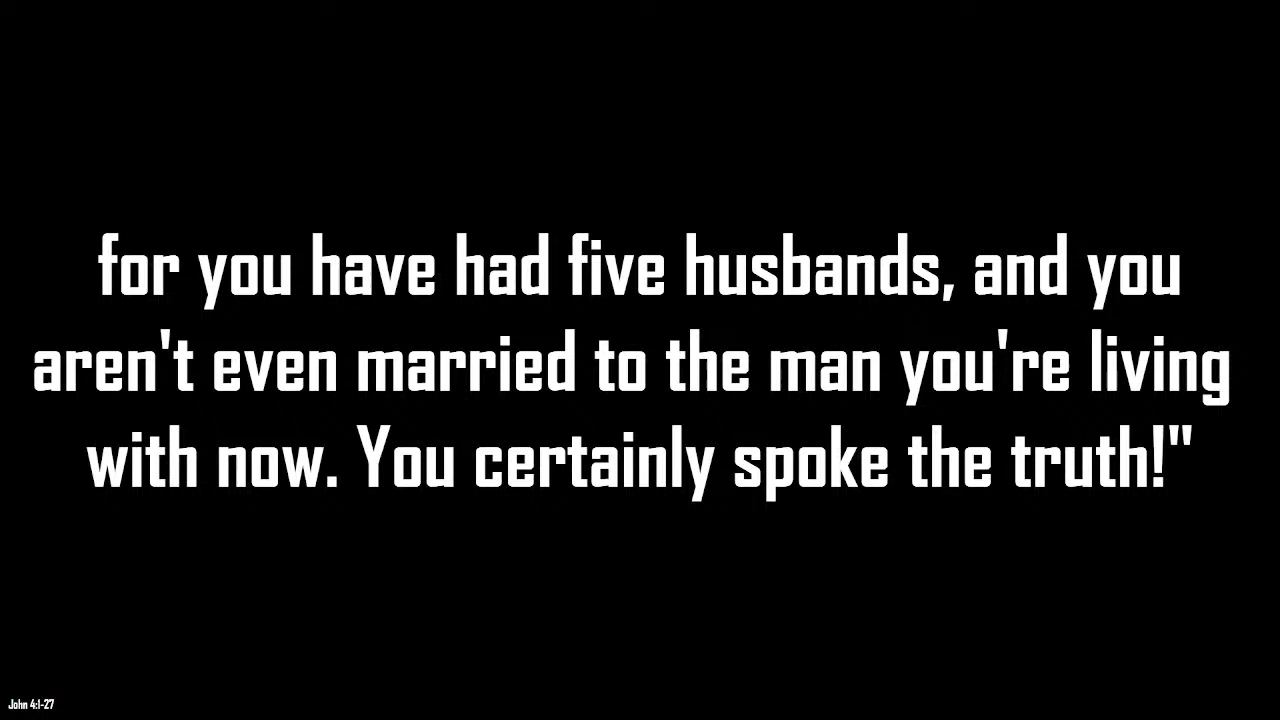 for you have had five husbands, and you
aren't even married to the man you're living
with now. You certainly spoke the truth!"
John 4:1-27